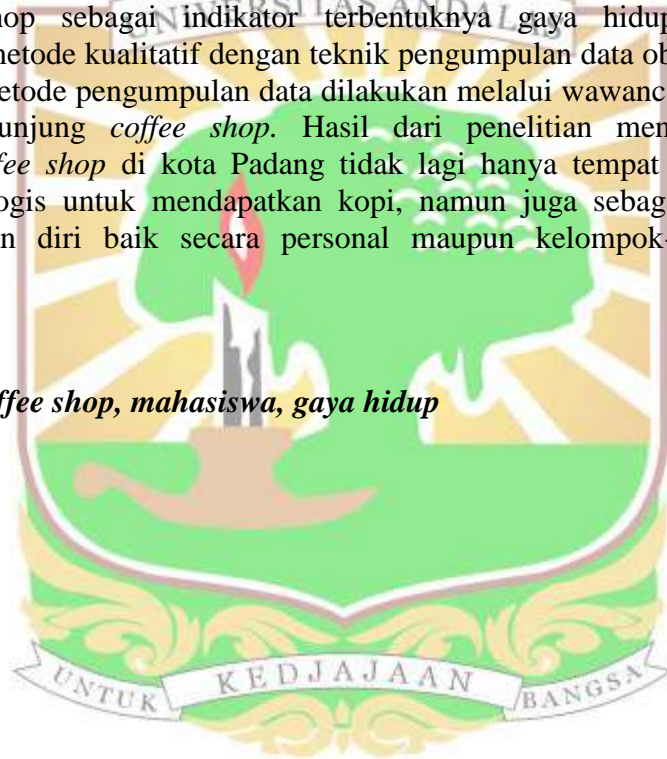 UNIVERSITAS ANDALAS
hop sebagai indikator terbentuknya gaya hidup
metode kualitatif dengan teknik pengumpulan data ob
etode pengumpulan data dilakukan melalui wawanc
unjung coffee shop. Hasil dari penelitian men
fee shop di kota Padang tidak lagi hanya tempat
ogis untuk mendapatkan kopi, namun juga sebag
n diri baik secara personal maupun kelompok-
ffee shop, mahasiswa, gaya hidup
UNTUK KEDJAJAAN BANGSA